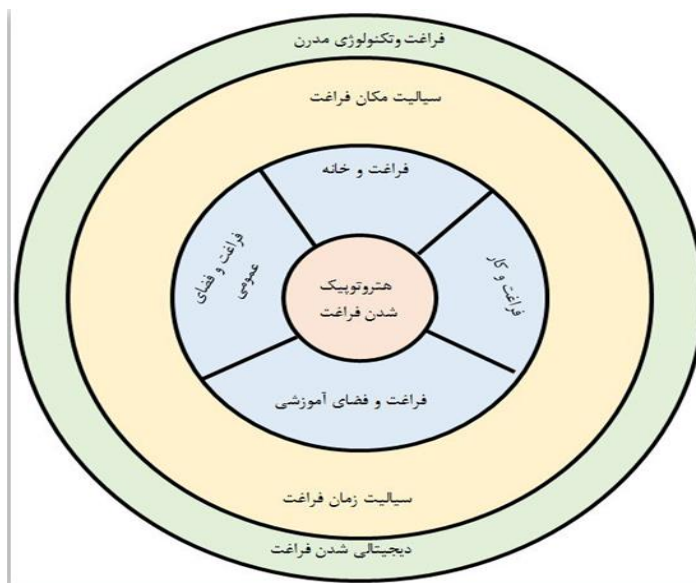 فراغت وتکنولوژی مدرن
سیالیت مکان فراغت
فراغت و خانه
فراغت و کار
فراغت و فضای
عمومی
هتروتوپیک
شدن فراغت
فراغت و فضای آموزشی
سیالیت زمان فراغت
دیجیتالی شدن فراغت